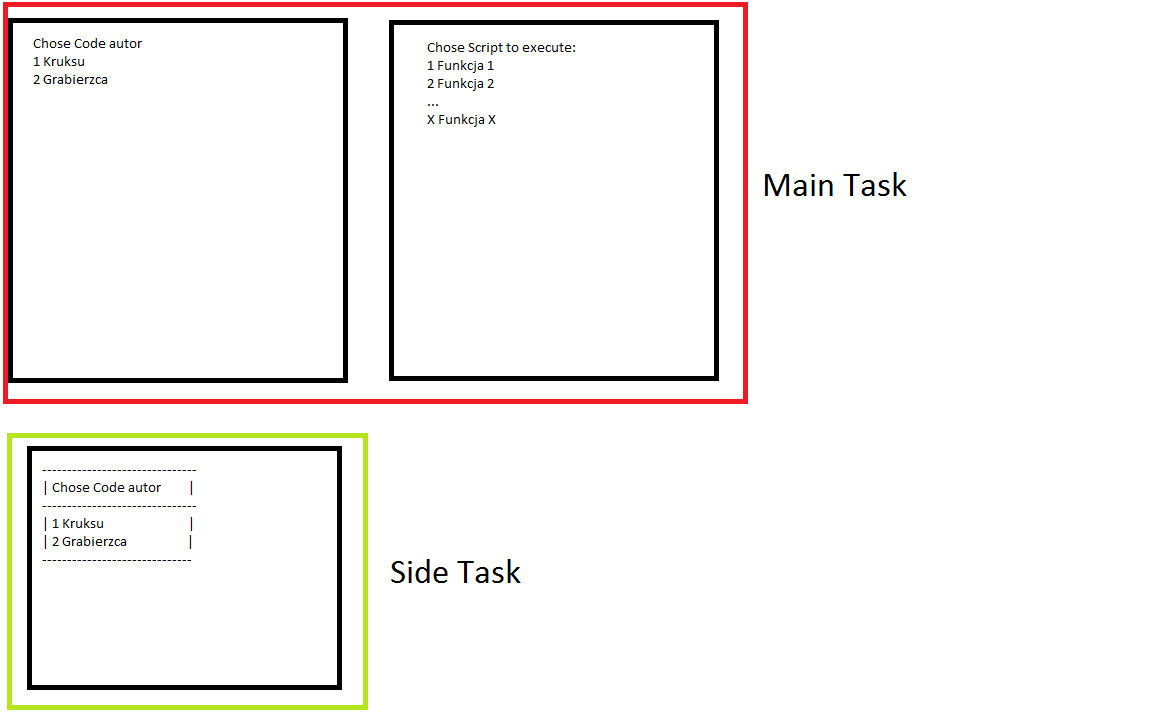 Chose Code autor
1 Kruksu
2 Grabierzca
Chose Script to execute:
1 Funkcja 1
2 Funkcja 2
...
X Funkcja X
Main Task
-------------------------------
| Chose Code autor |
-------------------------------
| 1 Kruksu |
| 2 Grabierzca |
------------------------------
Side Task